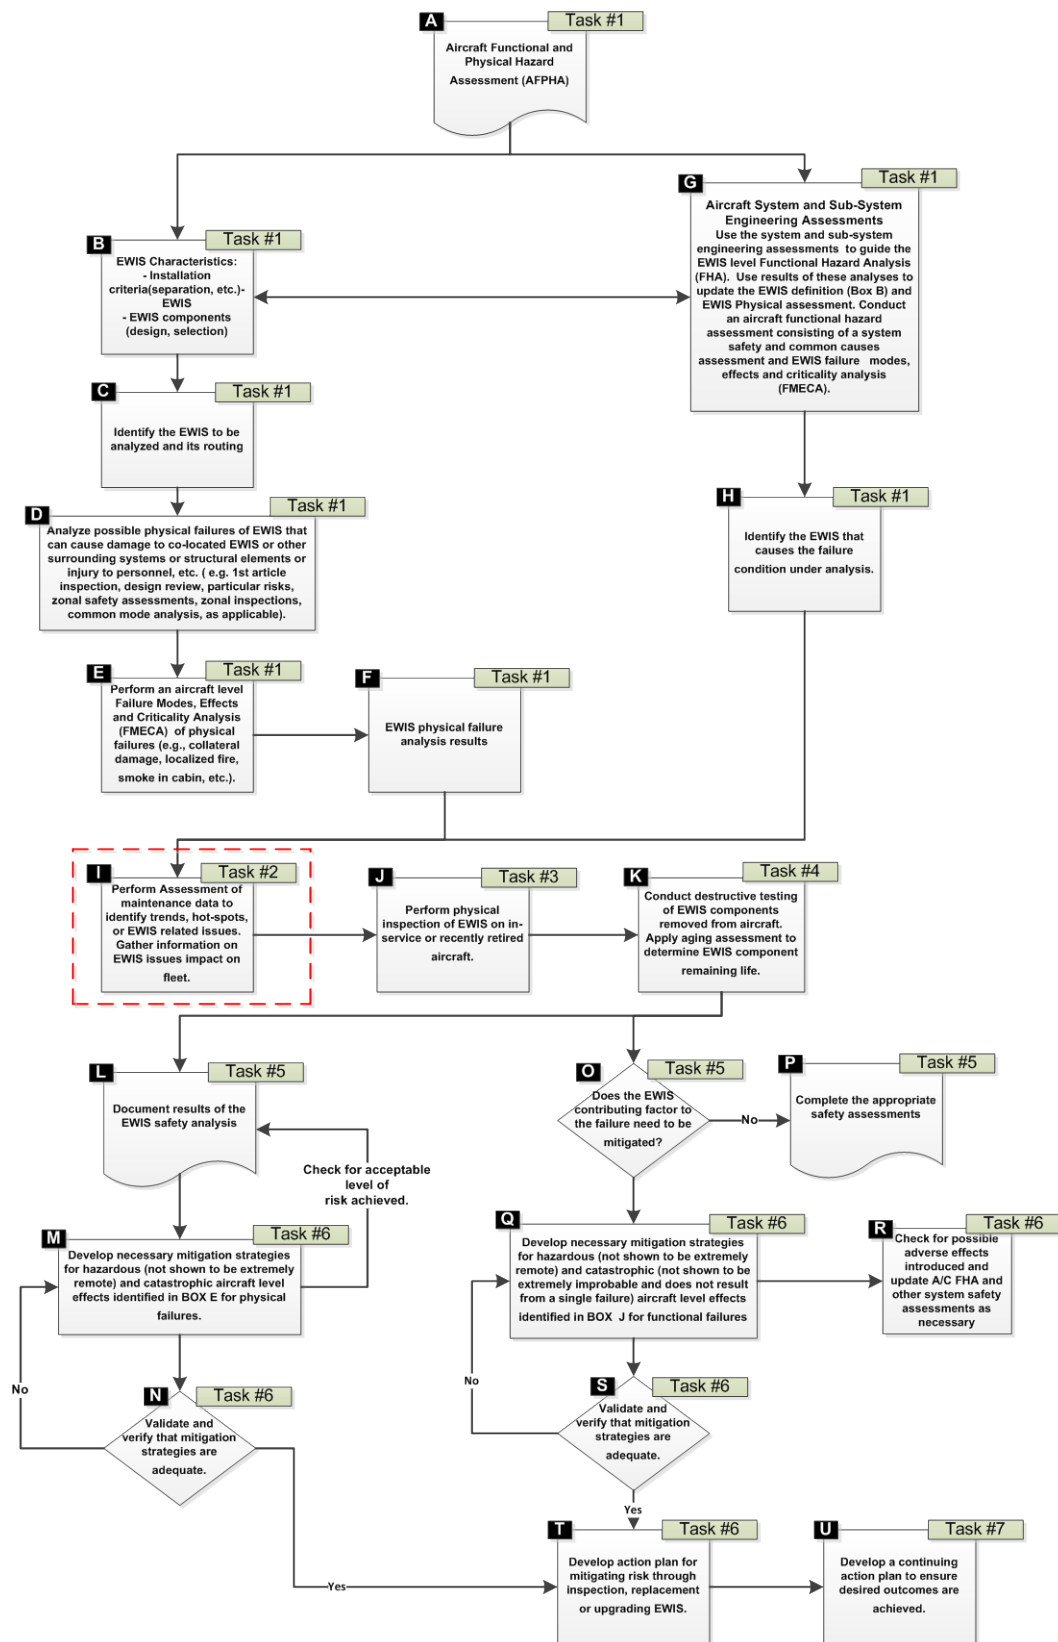 A
Task #1
Aircraft Functional and
Physical Hazard
Assessment (AFPHA)
G
Task #1
Aircraft System and Sub-System
Engineering Assessments
Use the system and sub-system
engineering assessments to guide the
EWIS level Functional Hazard Analysis
(FHA). Use results of these analyses to
update the EWIS definition (Box B) and
EWIS Physical assessment. Conduct
an aircraft functional hazard
assessment consisting of a system
safety and common causes
assessment and EWIS failure modes,
effects and criticality analysis
(FMECA).
B
Task #1
EWIS Characteristics:
- Installation
criteria(separation, etc.)-
EWIS
- EWIS components
(design, selection)
C
Task #1
Identify the EWIS to be
analyzed and its routing
D
Task #1
Analyze possible physical failures of EWIS that
can cause damage to co-located EWIS or other
surrounding systems or structural elements or
injury to personnel, etc. ( e.g. 1st article
inspection, design review, particular risks,
zonal safety assessments, zonal inspections,
common mode analysis, as applicable).
H
Task #1
Identify the EWIS that
causes the failure
condition under analysis.
E
Task #1
Perform an aircraft level
Failure Modes, Effects
and Criticality Analysis
(FMECA) of physical
failures (e.g., collateral
damage, localized fire,
smoke in cabin, etc.).
F
Task #1
EWIS physical failure
analysis results
I
Task #2
Perform Assessment of
maintenance data to
identify trends, hot-spots,
or EWIS related issues.
Gather information on
EWIS issues impact on
fleet.
J
Task #3
Perform physical
inspection of EWIS on in-
service or recently retired
aircraft.
K
Task #4
Conduct destructive testing
of EWIS components
removed from aircraft.
Apply aging assessment to
determine EWIS component
remaining life.
L
Task #5
Document results of the
EWIS safety analysis
O
Task #5
Does the EWIS
contributing factor to
the failure need to be
mitigated?
No
P
Task #5
Complete the appropriate
safety assessments
Check for acceptable
level of
risk achieved.
M
Task #6
Develop necessary mitigation strategies
for hazardous (not shown to be extremely
remote) and catastrophic aircraft level
effects identified in BOX E for physical
failures.
Q
Task #6
Develop necessary mitigation strategies
for hazardous (not shown to be extremely
remote) and catastrophic (not shown to be
extremely improbable and does not result
from a single failure) aircraft level effects
identified in BOX J for functional failures
R
Task #6
Check for possible
adverse effects
introduced and
update A/C FHA and
other system safety
assessments as
necessary
No
N
Task #6
Validate and
verify that mitigation
strategies are
adequate.
No
S
Task #6
Validate and
verify that mitigation
strategies are
adequate.
Yes
Yes
T
Task #6
Develop action plan for
mitigating risk through
inspection, replacement
or upgrading EWIS.
U
Task #7
Develop a continuing
action plan to ensure
desired outcomes are
achieved.